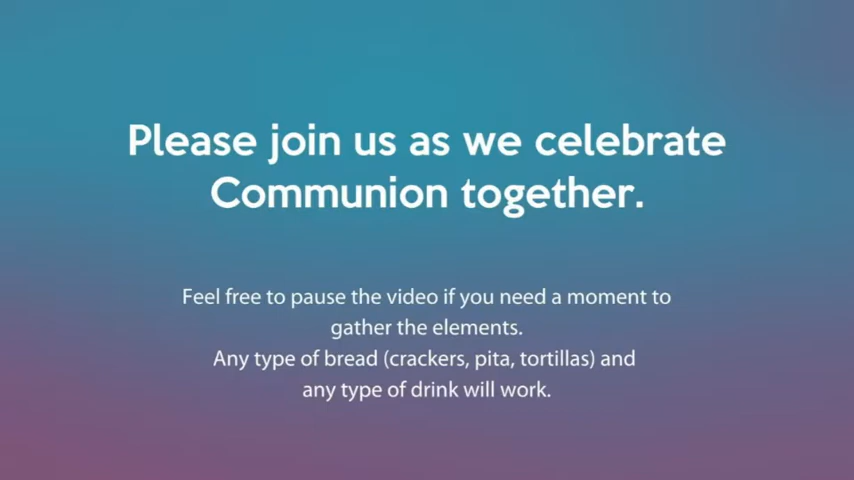 Please join us as we celebrate
Communion together.
Feel free to pause the video if you need a moment to
gather the elements.
Any type of bread (crackers, pita, tortillas) and
any type of drink will work.